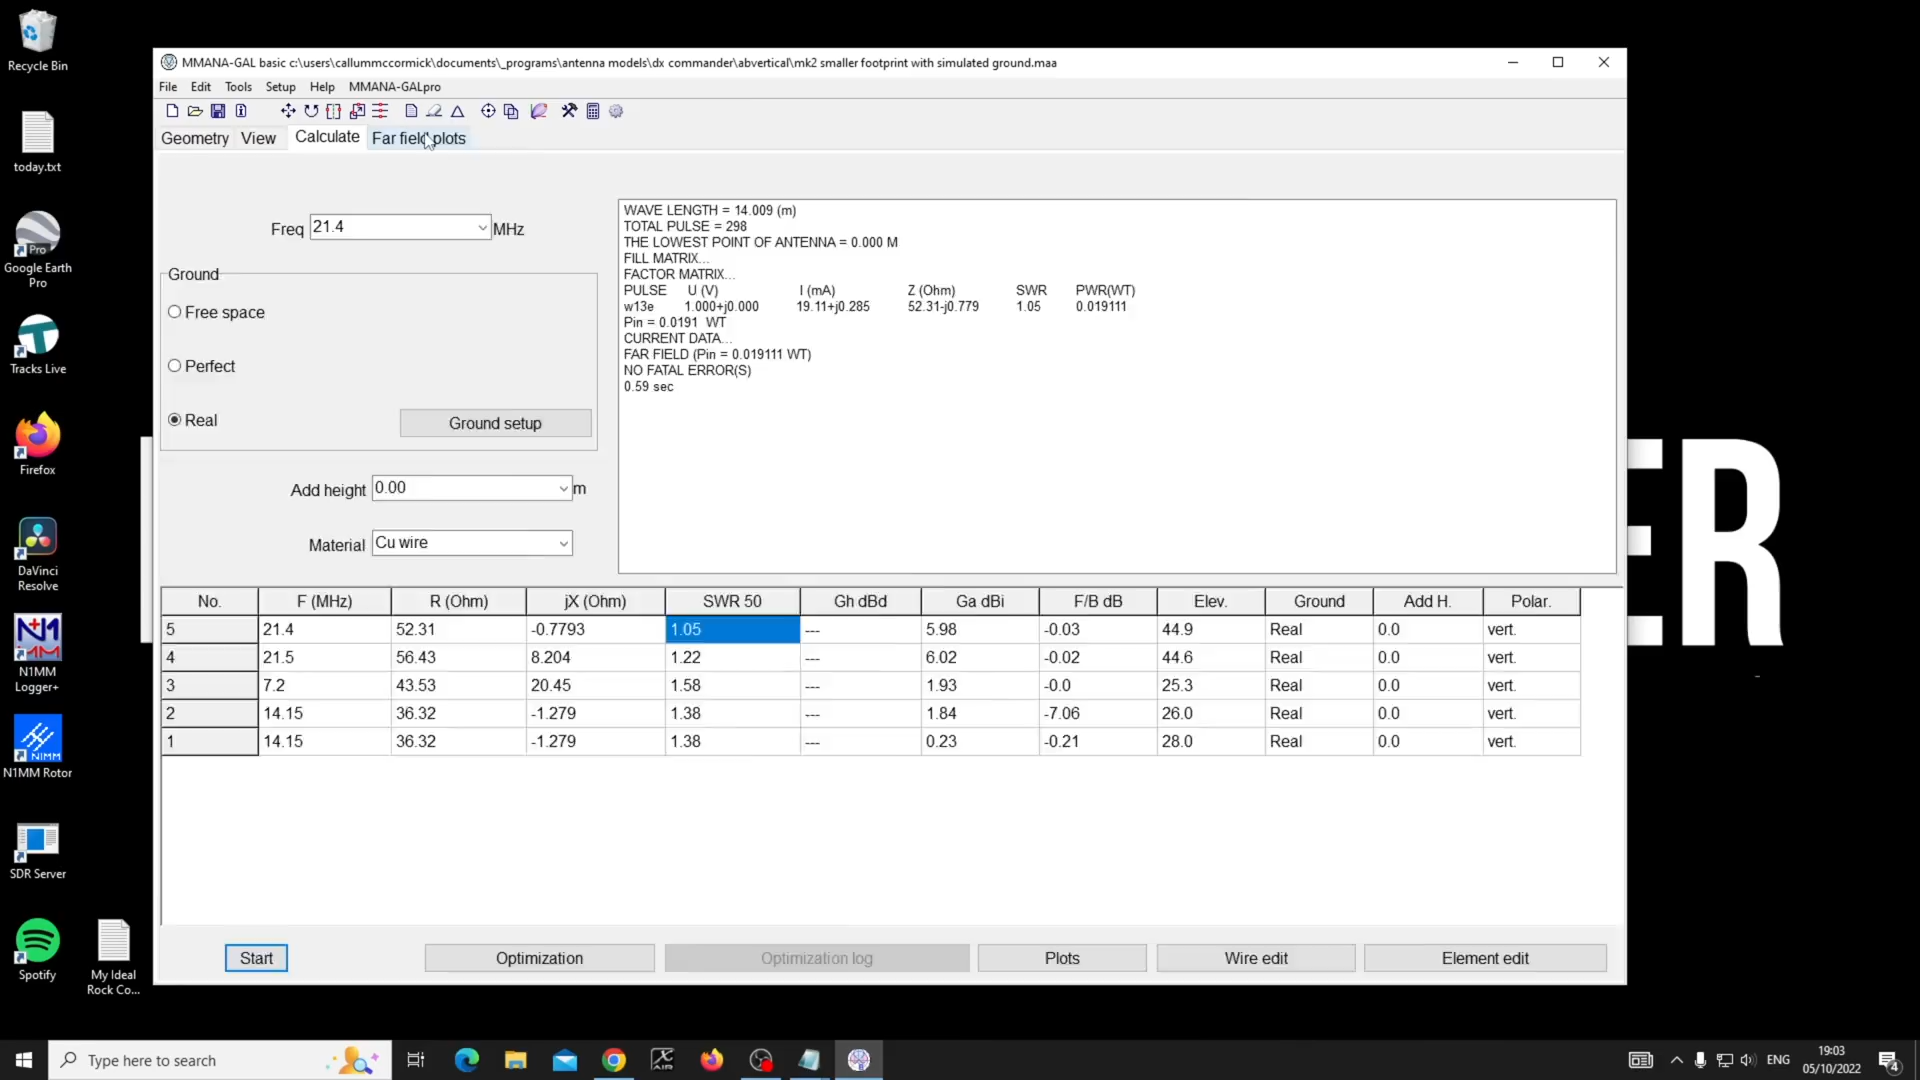 Recycle Bin
today.txt
Google Earth
Pro
Tracks Live
Firefox
DaVinci
Resolve
N1MM
Logger+
N1MM Rotor
SDR Server
Spotify
My Ideal
Rock Co...
MMANA-GAL basic c:\users\callummccormick\documents\_programs\antenna models\dx commander\abvertical\mk2 smaller footprint with simulated ground.maa
File Edit Tools Setup Help MMANA-GALpro
Geometry View Calculate Far field plots
Freq 21.4 MHz
Ground
Free space
Perfect
Real Ground setup
Add height 0.00 m
Material Cu wire
WAVE LENGTH = 14.009 (m)
TOTAL PULSE = 298
THE LOWEST POINT OF ANTENNA = 0.000 M
FILL MATRIX...
FACTOR MATRIX...
PULSE U (V) I (mA) Z (Ohm) SWR PWR(WT)
w13e 1.000+j0.000 19.11+j0.285 52.31-j0.779 1.05 0.019111
Pin = 0.0191 WT
CURRENT DATA...
FAR FIELD (Pin = 0.019111 WT)
NO FATAL ERROR(S)
0.59 sec
No. F (MHz) R (Ohm) jX (Ohm) SWR 50 Gh dBd Ga dBi F/B dB Elev. Ground Add H. Polar.
5 21.4 52.31 -0.7793 1.05 --- 5.98 -0.03 44.9 Real 0.0 vert.
4 21.5 56.43 8.204 1.22 --- 6.02 -0.02 44.6 Real 0.0 vert.
3 7.2 43.53 20.45 1.58 --- 1.93 -0.0 25.3 Real 0.0 vert.
2 14.15 36.32 -1.279 1.38 --- 1.84 -7.06 26.0 Real 0.0 vert.
1 14.15 36.32 -1.279 1.38 --- 0.23 -0.21 28.0 Real 0.0 vert.
Start Optimization Optimization log Plots Wire edit Element edit
ER
Type here to search
ENG
19:03
05/10/2022
4